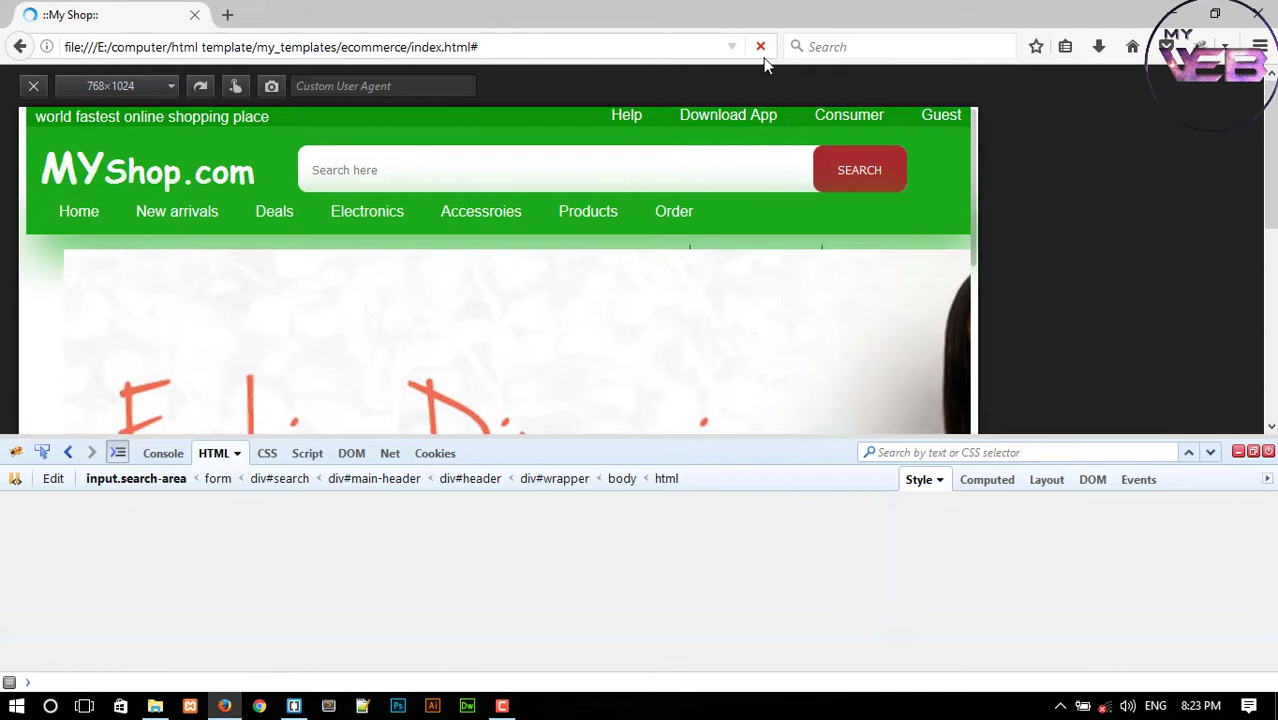 ::My Shop::
file:///E:/computer/html template/my_templates/ecommerce/index.html#
Search
MY
WEB
768×1024
Custom User Agent
world fastest online shopping place
Help
Download App
Consumer
Guest
MYShop.com
Search here
SEARCH
Home
New arrivals
Deals
Electronics
Accessroies
Products
Order
Console
HTML
CSS
Script
DOM
Net
Cookies
Search by text or CSS selector
Edit
input.search-area < form < div#search < div#main-header < div#header < div#wrapper < body < html
Style
Computed
Layout
DOM
Events
Ps
Ai
Dw
C
ENG
8:23 PM